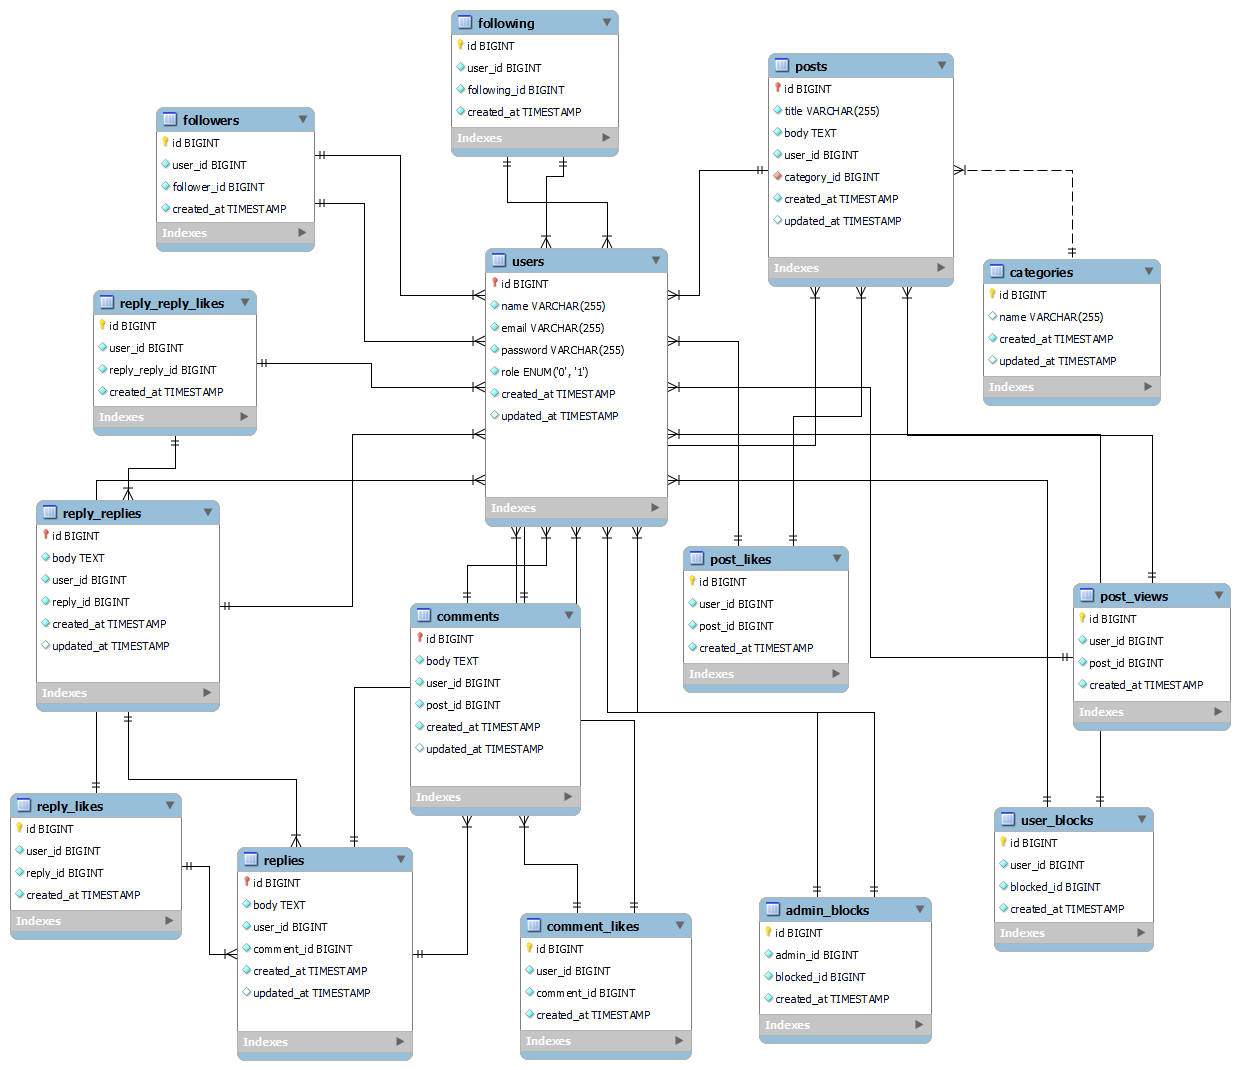 following
id BIGINT
user_id BIGINT
following_id BIGINT
created_at TIMESTAMP
Indexes
posts
id BIGINT
title VARCHAR(255)
body TEXT
user_id BIGINT
category_id BIGINT
created_at TIMESTAMP
updated_at TIMESTAMP
Indexes
followers
id BIGINT
user_id BIGINT
follower_id BIGINT
created_at TIMESTAMP
Indexes
users
id BIGINT
name VARCHAR(255)
email VARCHAR(255)
password VARCHAR(255)
role ENUM('0', '1')
created_at TIMESTAMP
updated_at TIMESTAMP
Indexes
categories
id BIGINT
name VARCHAR(255)
created_at TIMESTAMP
updated_at TIMESTAMP
Indexes
reply_reply_likes
id BIGINT
user_id BIGINT
reply_reply_id BIGINT
created_at TIMESTAMP
Indexes
reply_replies
id BIGINT
body TEXT
user_id BIGINT
reply_id BIGINT
created_at TIMESTAMP
updated_at TIMESTAMP
Indexes
post_likes
id BIGINT
user_id BIGINT
post_id BIGINT
created_at TIMESTAMP
Indexes
post_views
id BIGINT
user_id BIGINT
post_id BIGINT
created_at TIMESTAMP
Indexes
comments
id BIGINT
body TEXT
user_id BIGINT
post_id BIGINT
created_at TIMESTAMP
updated_at TIMESTAMP
Indexes
reply_likes
id BIGINT
user_id BIGINT
reply_id BIGINT
created_at TIMESTAMP
Indexes
user_blocks
id BIGINT
user_id BIGINT
blocked_id BIGINT
created_at TIMESTAMP
Indexes
replies
id BIGINT
body TEXT
user_id BIGINT
comment_id BIGINT
created_at TIMESTAMP
updated_at TIMESTAMP
Indexes
comment_likes
id BIGINT
user_id BIGINT
comment_id BIGINT
created_at TIMESTAMP
Indexes
admin_blocks
id BIGINT
admin_id BIGINT
blocked_id BIGINT
created_at TIMESTAMP
Indexes